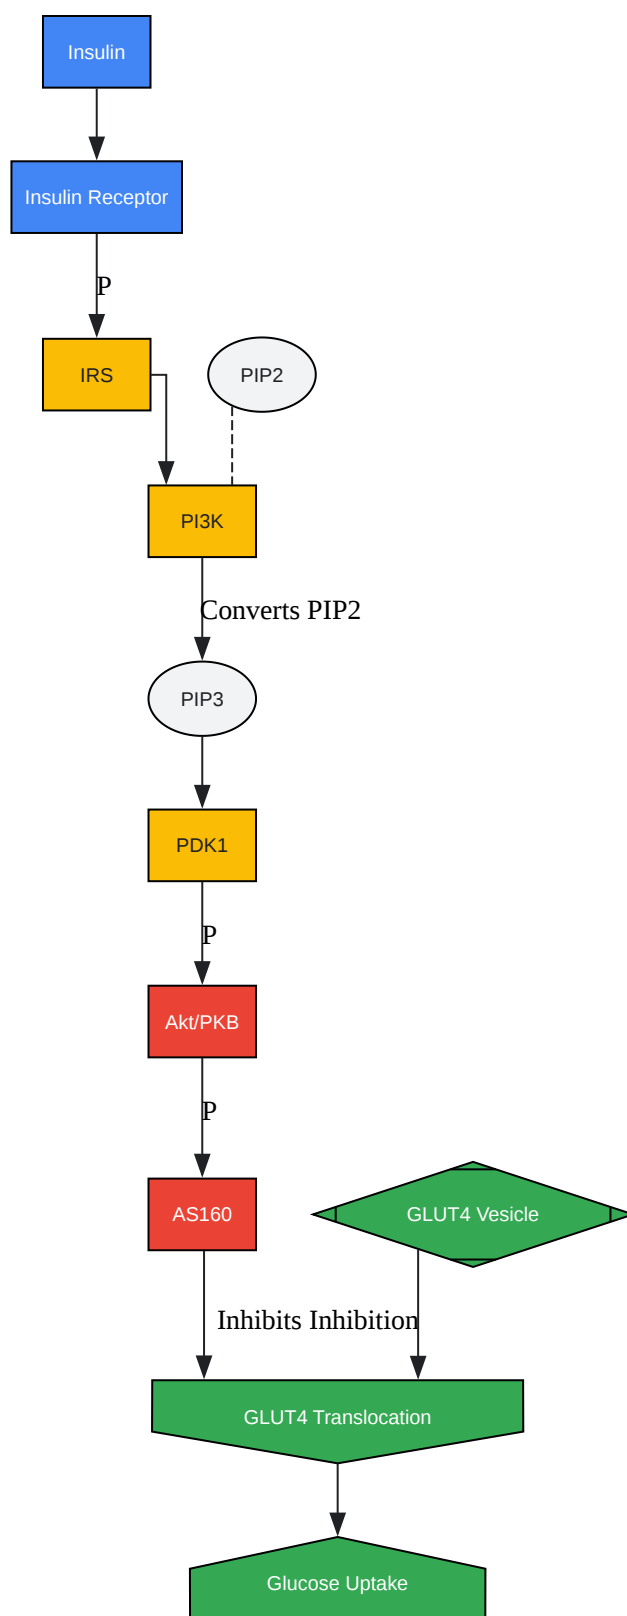 Insulin
Insulin Receptor
P
IRS
PIP2
PI3K
Converts PIP2
PIP3
PDK1
P
Akt/PKB
P
AS160
GLUT4 Vesicle
Inhibits Inhibition
GLUT4 Translocation
Glucose Uptake